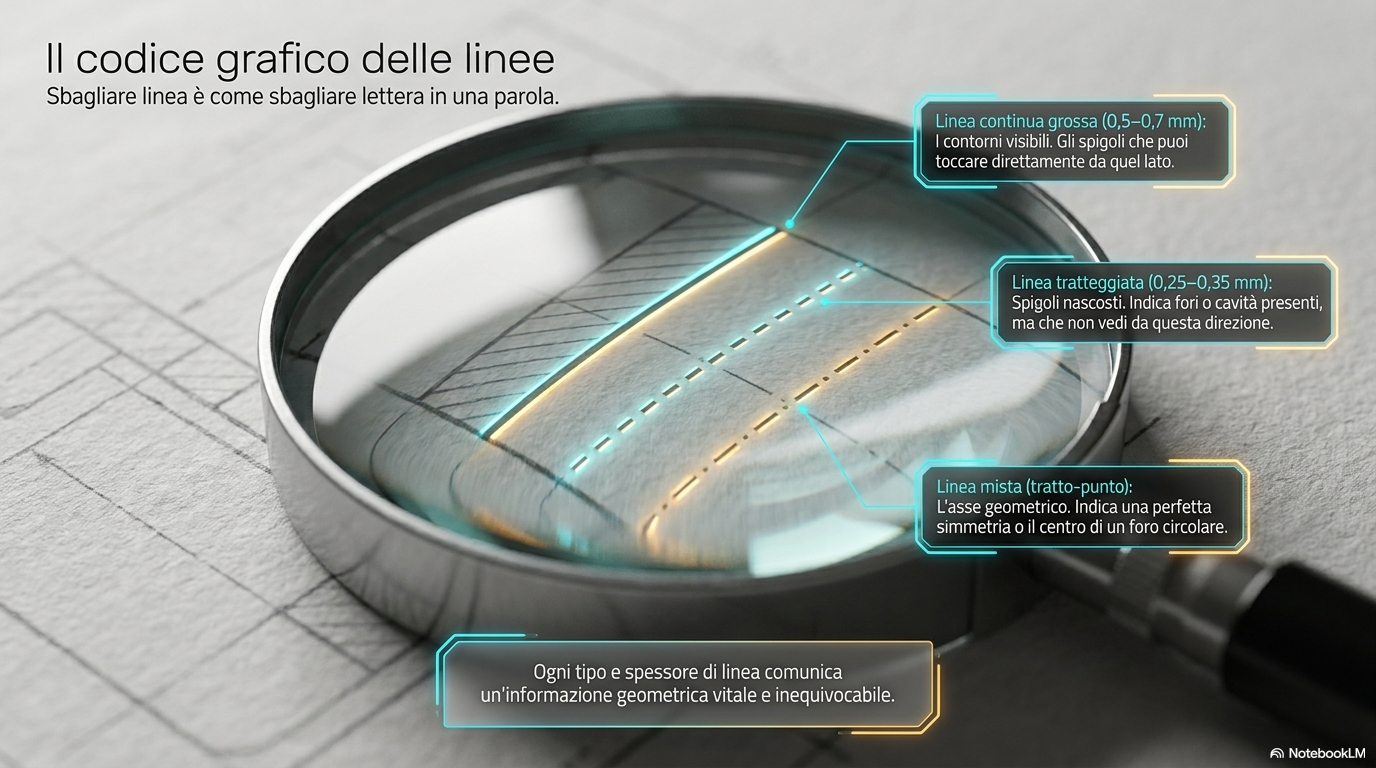 Il codice grafico delle linee
Sbagliare linea è come sbagliare lettera in una parola.
Linea continua grossa (0,5–0,7 mm):
I contorni visibili. Gli spigoli che puoi
toccare direttamente da quel lato.
Linea tratteggiata (0,25–0,35 mm):
Spigoli nascosti. Indica fori o cavità presenti,
ma che non vedi da questa direzione.
Linea mista (tratto-punto):
L'asse geometrico. Indica una perfetta
simmetria o il centro di un foro circolare.
Ogni tipo e spessore di linea comunica
un'informazione geometrica vitale e inequivocabile.
NotebookLM